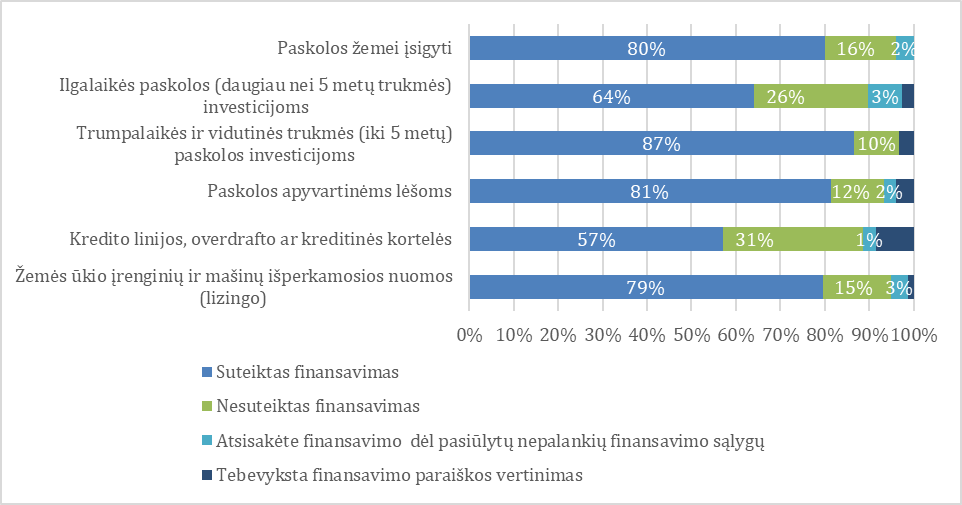 Paskolos žemei įsigyti
80% 16% 2%
Ilgalaikės paskolos (daugiau nei 5 metų trukmės)
investicijoms
64% 26% 3%
Trumpalaikės ir vidutinės trukmės (iki 5 metų)
paskolos investicijoms
87% 10%
Paskolos apyvartinėms lėšoms
81% 12% 2%
Kredito linijos, overdrafto ar kreditinės kortelės
57% 31% 1%
Žemės ūkio įrenginių ir mašinų išperkamosios nuomos
(lizingo)
79% 15% 3%
0% 10% 20% 30% 40% 50% 60% 70% 80% 90% 100%
Suteiktas finansavimas
Nesuteiktas finansavimas
Atsisakėte finansavimo dėl pasiūlytų nepalankių finansavimo sąlygų
Tebevyksta finansavimo paraiškos vertinimas